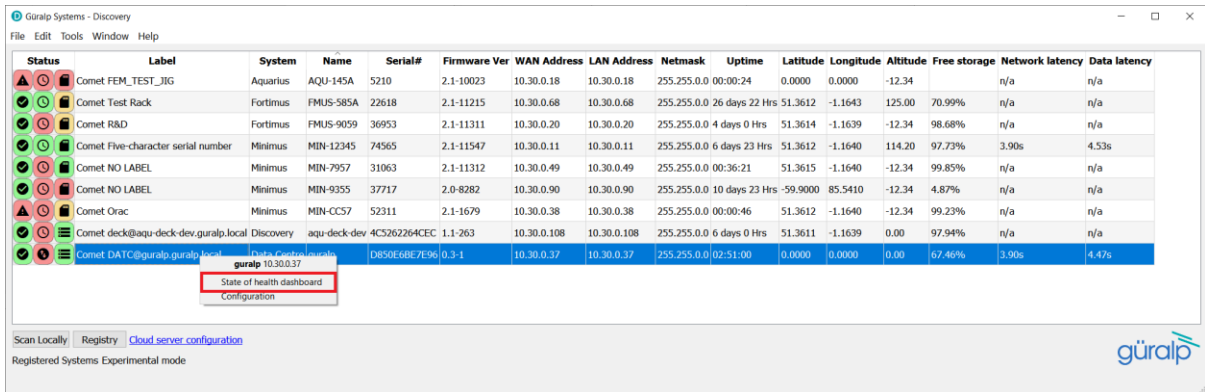 Güralp Systems - Discovery
File Edit Tools Window Help
Status Label System Name Serial# Firmware Ver WAN Address LAN Address Netmask Uptime Latitude Longitude Altitude Free storage Network latency Data latency
Comet FEM_TEST_JIG Aquarius AQU-145A 5210 2.1-10023 10.30.0.18 10.30.0.18 255.255.0.0 00:00:24 0.0000 0.0000 -12.34 n/a n/a
Comet Test Rack Fortimus FMUS-585A 22618 2.1-11215 10.30.0.68 10.30.0.68 255.255.0.0 26 days 22 Hrs 51.3612 -1.1643 125.00 70.99% n/a n/a
Comet R&D Fortimus FMUS-9059 36953 2.1-11311 10.30.0.20 10.30.0.20 255.255.0.0 4 days 0 Hrs 51.3614 -1.1639 -12.34 98.68% n/a n/a
Comet Five-character serial number Minimus MIN-12345 74565 2.1-11547 10.30.0.11 10.30.0.11 255.255.0.0 6 days 23 Hrs 51.3612 -1.1640 114.20 97.73% 3.90s 4.53s
Comet NO LABEL Minimus MIN-7957 31063 2.1-11312 10.30.0.49 10.30.0.49 255.255.0.0 00:36:21 51.3615 -1.1640 -12.34 99.85% n/a n/a
Comet NO LABEL Minimus MIN-9355 37717 2.0-8282 10.30.0.90 10.30.0.90 255.255.0.0 10 days 23 Hrs -59.9000 85.5410 -12.34 4.87% n/a n/a
Comet Orac Minimus MIN-CC57 52311 2.1-1679 10.30.0.38 10.30.0.38 255.255.0.0 00:00:46 51.3612 -1.1640 -12.34 99.23% n/a n/a
Comet deck@aqu-deck-dev.guralp.local Discovery aqu-deck-dev 4C5262264CEC 1.1-263 10.30.0.108 10.30.0.108 255.255.0.0 6 days 0 Hrs 51.3611 -1.1639 0.00 97.94% n/a n/a
Comet DATC@guralp.guralp.local Data Centre guralp D850E6BE7E96 0.3-1 10.30.0.37 10.30.0.37 255.255.0.0 02:51:00 0.0000 0.0000 0.00 67.46% 3.90s 4.47s
guralp 10.30.0.37
State of health dashboard
Configuration
Scan Locally Registry Cloud server configuration
Registered Systems Experimental mode
güralp